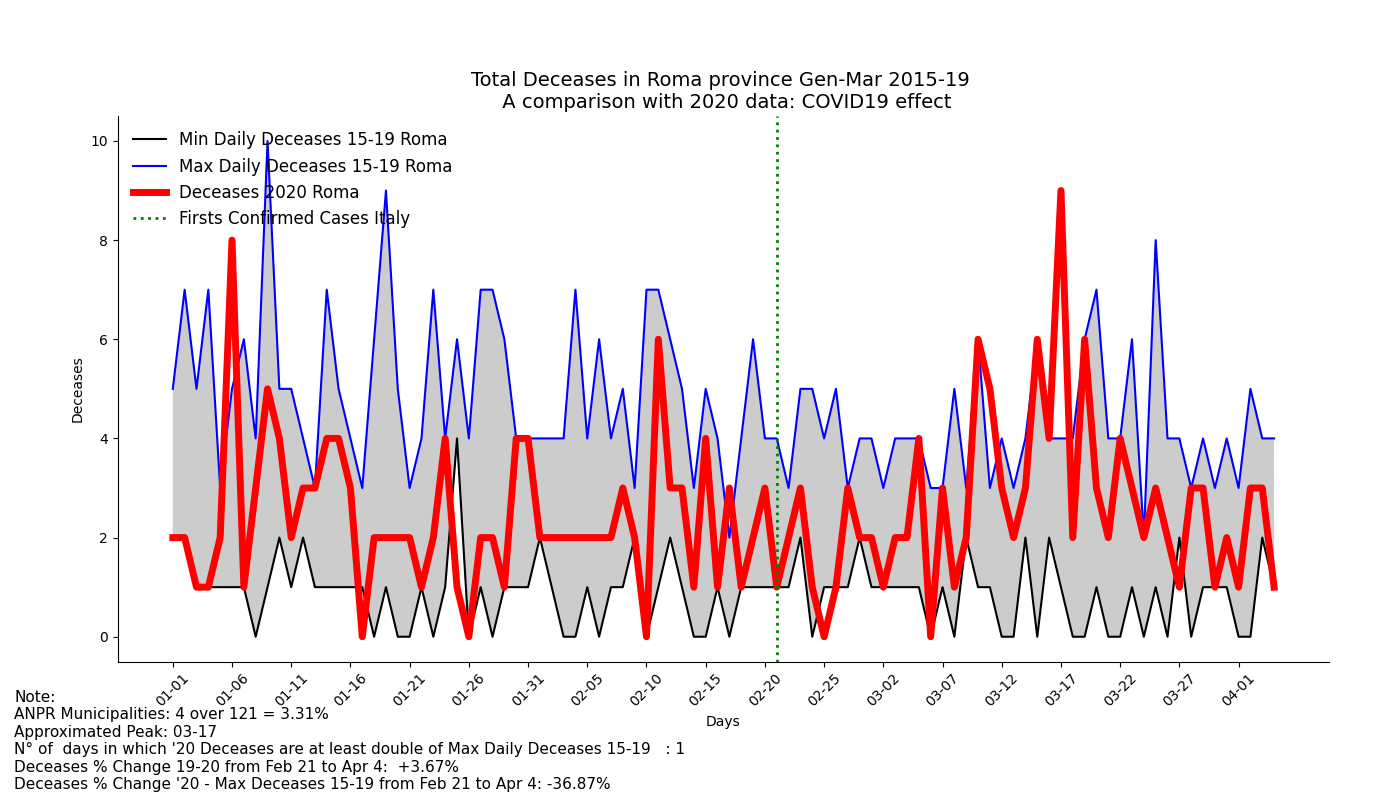 Total Deceases in Roma province Gen-Mar 2015-19
A comparison with 2020 data: COVID19 effect
Min Daily Deceases 15-19 Roma
Max Daily Deceases 15-19 Roma
Deceases 2020 Roma
Firsts Confirmed Cases Italy
Deceases
10
8
6
4
2
0
01-01 01-06 01-11 01-16 01-21 01-26 01-31 02-05 02-10 02-15 02-20 02-25 03-02 03-07 03-12 03-17 03-22 03-27 04-01
Days
Note:
ANPR Municipalities: 4 over 121 = 3.31%
Approximated Peak: 03-17
N° of  days in which '20 Deceases are at least double of Max Daily Deceases 15-19   : 1
Deceases % Change 19-20 from Feb 21 to Apr 4:  +3.67%
Deceases % Change '20 - Max Deceases 15-19 from Feb 21 to Apr 4: -36.87%